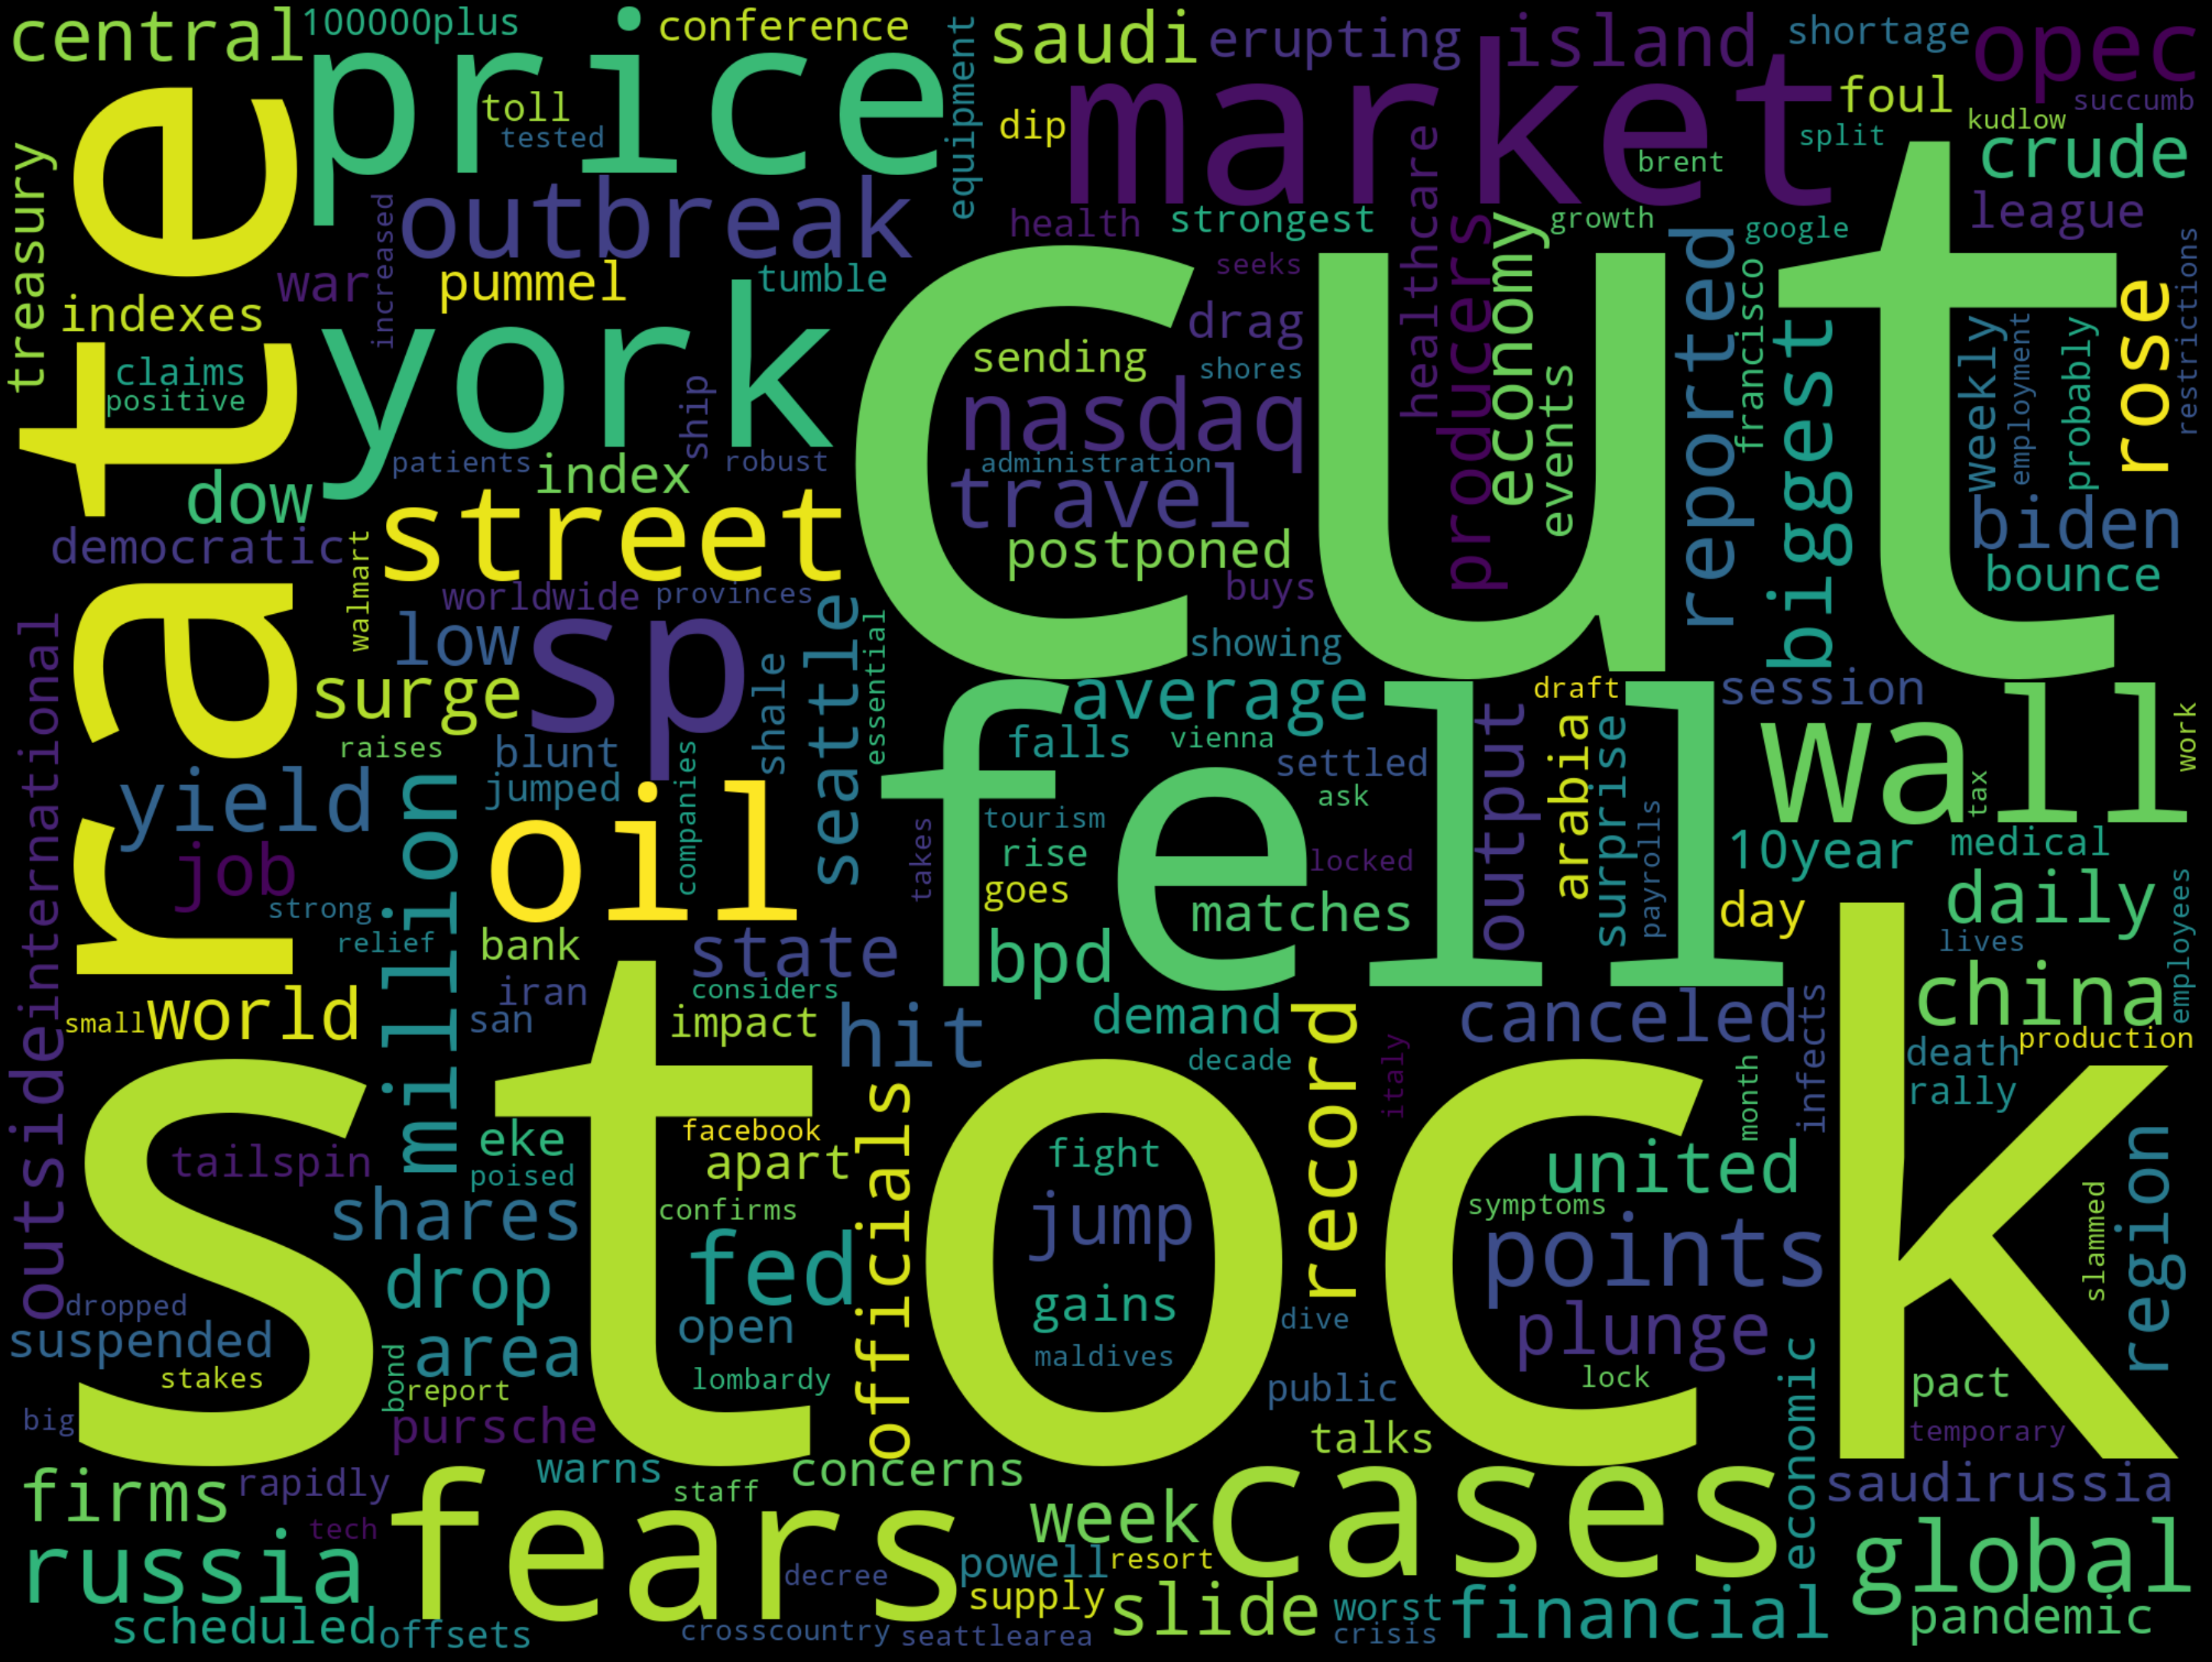 central
100000plus
price
conference
saudi
erupting
island
shortage
opec
toll
tested
equipment
dip
market
foul
succumb
kudlow
split
crude
brent
treasury
rate
increased
outbreak
health
strongest
healthcare
producers
economy
growth
reported
google
league
restrictions
war
pummel
tumble
seeks
cut
francisco
biggest
rose
indexes
york
drag
sending
shores
events
weekly
employment
probably
claims
positive
ship
nasdaq
patients
index
robust
administration
travel
dow
street
biden
democratic
walmart
postponed
bounce
buys
worldwide
provinces
low
sp
shale
seattle
essential
showing
surge
average
draft
session
wall
work
raises
blunt
falls
vienna
output
arabia
surprise
yield
million
jumped
companies
settled
ask
tax
fell
oil
takes
tourism
payrolls
10year
medical
job
rise
locked
strong
goes
day
daily
relief
bank
state
bpd
matches
lives
employees
outside
international
iran
considers
china
small
world
san
impact
hit
demand
record
canceled
infects
production
decade
italy
month
death
rally
stock
facebook
officials
eke
apart
fight
united
region
tailspin
poised
symptoms
slammed
shares
confirms
jump
points
drop
fed
gains
dropped
suspended
area
open
dive
plunge
economic
maldives
stakes
bond
report
lombardy
public
lock
pact
big
pursche
talks
temporary
firms
rapidly
warns
staff
concerns
week
cases
saudirussia
tech
fears
russia
decree
powell
resort
global
scheduled
offsets
supply
slide
worst
financial
pandemic
crosscountry
seattlearea
crisis